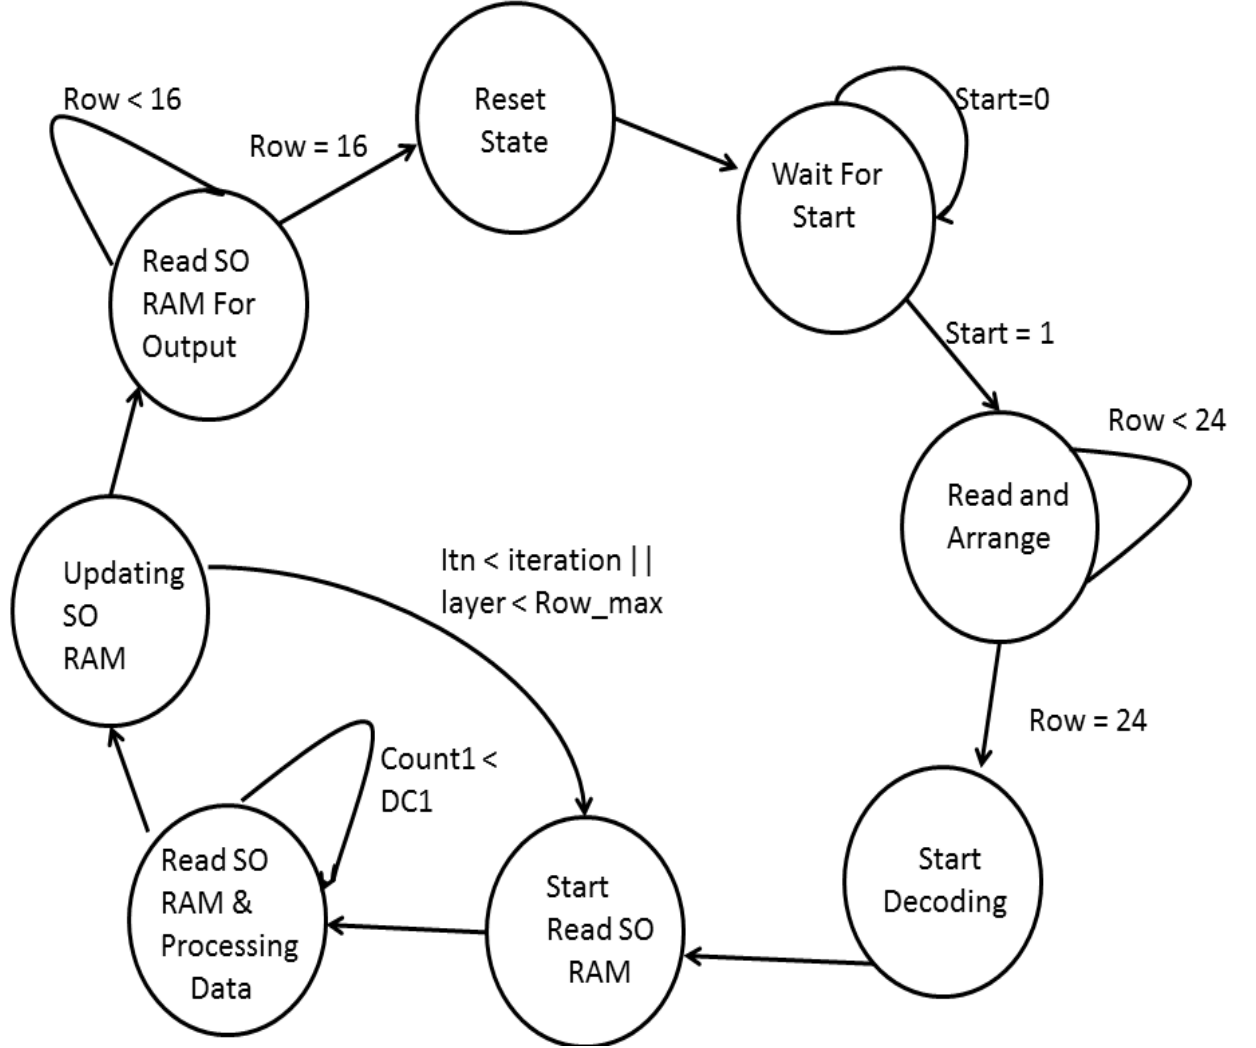 Reset
State
Wait For
Start
Start=0
Start = 1
Read and
Arrange
Row < 24
Row = 24
Start
Decoding
Start
Read SO
RAM
Read SO
RAM &
Processing
Data
Count1 <
DC1
Updating
SO
RAM
Itn < iteration ||
layer < Row_max
Read SO
RAM For
Output
Row < 16
Row = 16